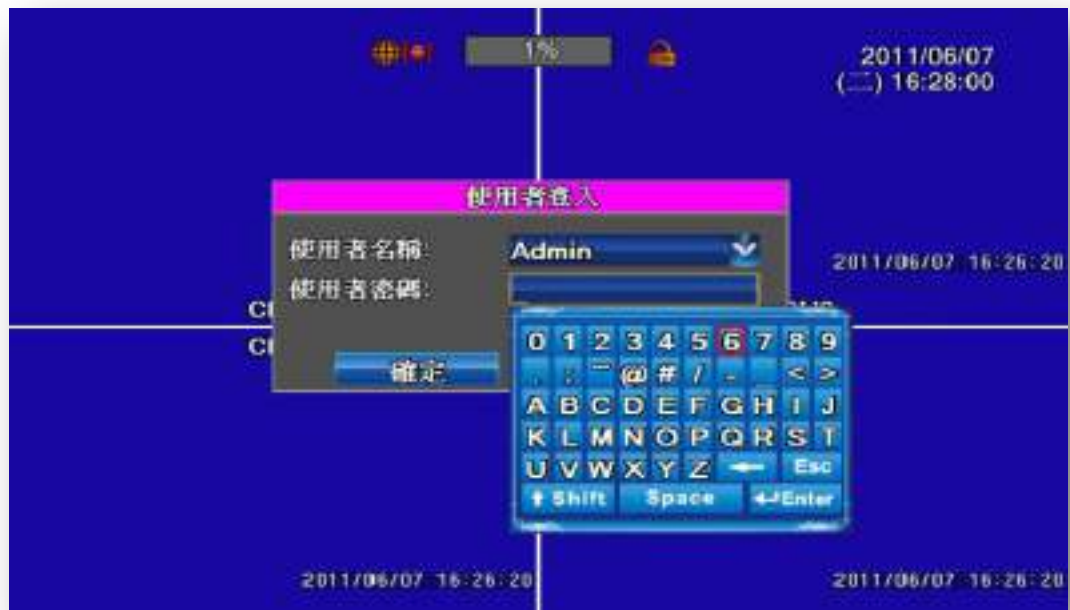 1%
2011/06/07
(二) 16:28:00
使用者登入
使用者名稱:
Admin
2011/06/07 16:26:20
使用者密碼:
0 1 2 3 4 5 6 7 8 9
@ # / - < >
確定
A B C D E F G H I J
K L M N O P Q R S T
U V W X Y Z ← Esc
↑ Shift Space ↵Enter
2011/06/07 16:26:20
2011/06/07 16:26:20